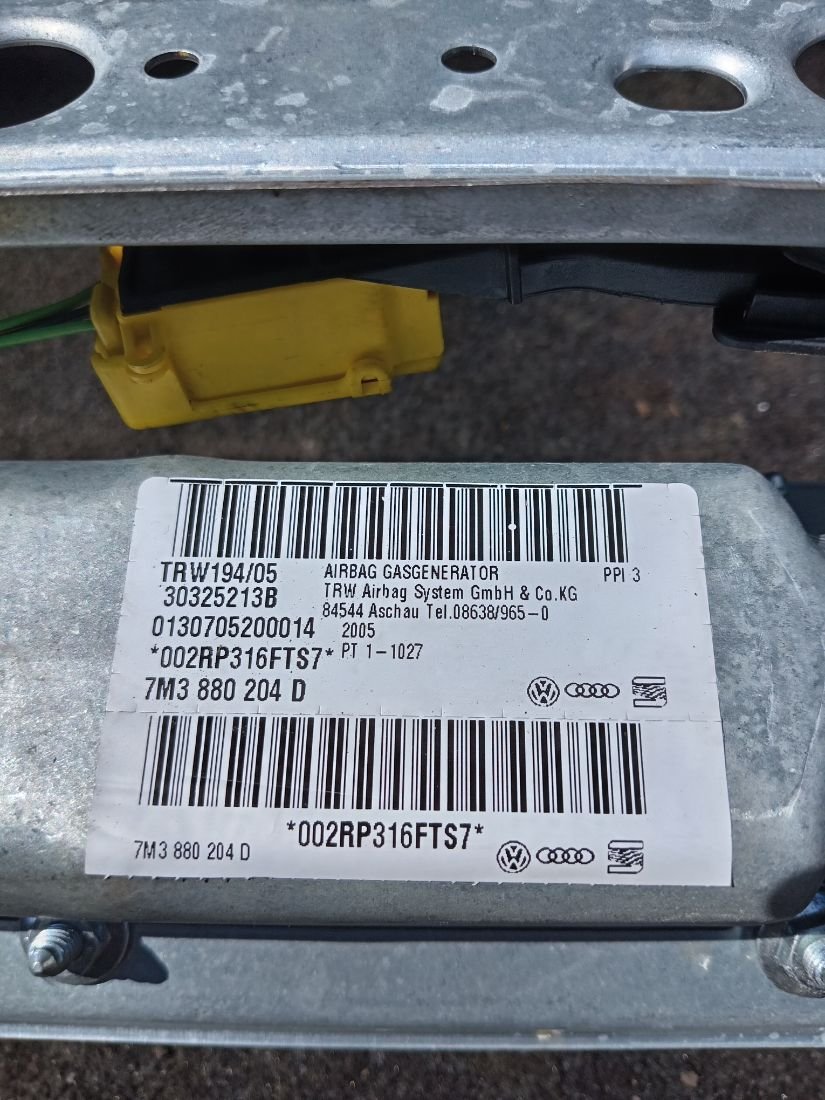 TRW194/05
30325213B
0130705200014
*002RP316FTS7*
7M3 880 204 D
AIRBAG GASGENERATOR PPI 3
TRW Airbag System GmbH & Co.KG
84544 Aschau Tel.08638/965-0
2005
PT 1-1027
*002RP316FTS7*
7M3 880 204 D